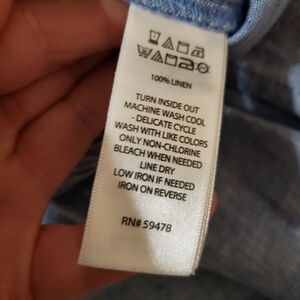 100% LINEN
TURN INSIDE OUT
MACHINE WASH COOL
- DELICATE CYCLE
WASH WITH LIKE COLORS
ONLY NON-CHLORINE
BLEACH WHEN NEEDED
LINE DRY
LOW IRON IF NEEDED
IRON ON REVERSE
RN# 59478